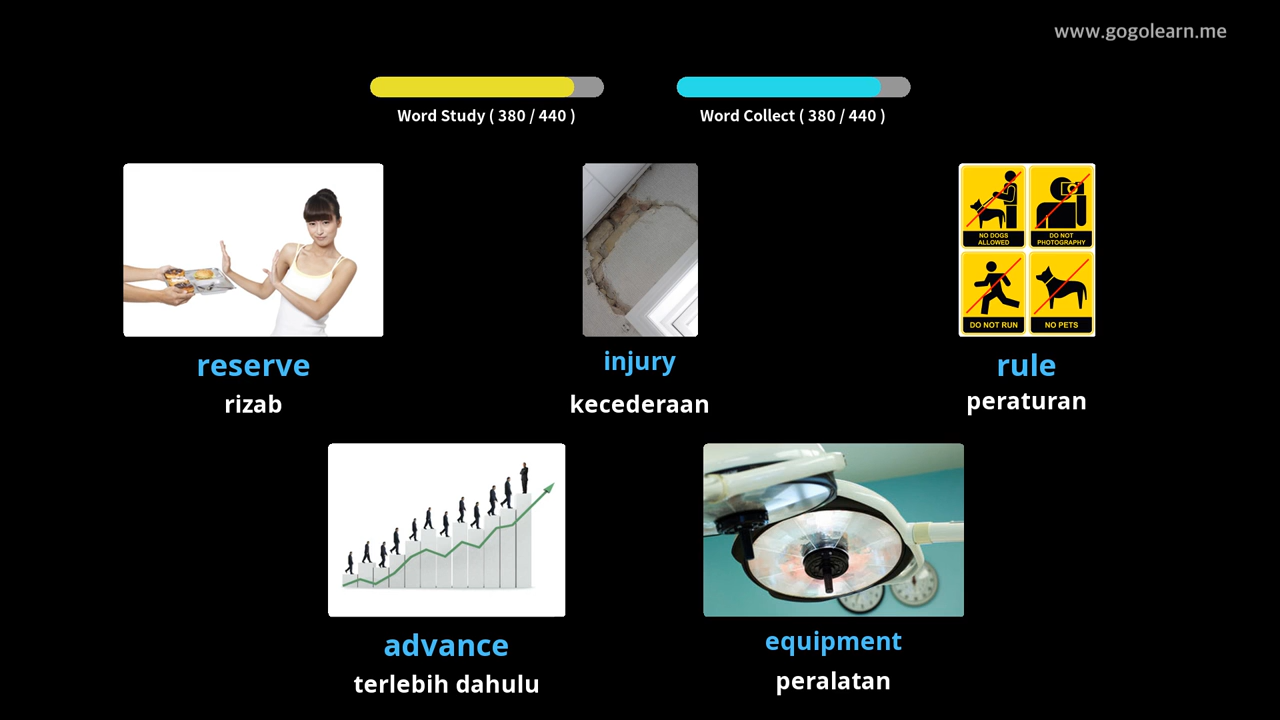 www.gogolearn.me
Word Study ( 380 / 440 )
Word Collect ( 380 / 440 )
NO DOGS
ALLOWED
DO NOT
PHOTOGRAPHY
DO NOT RUN
NO PETS
reserve
rizab
injury
kecederaan
rule
peraturan
advance
terlebih dahulu
equipment
peralatan